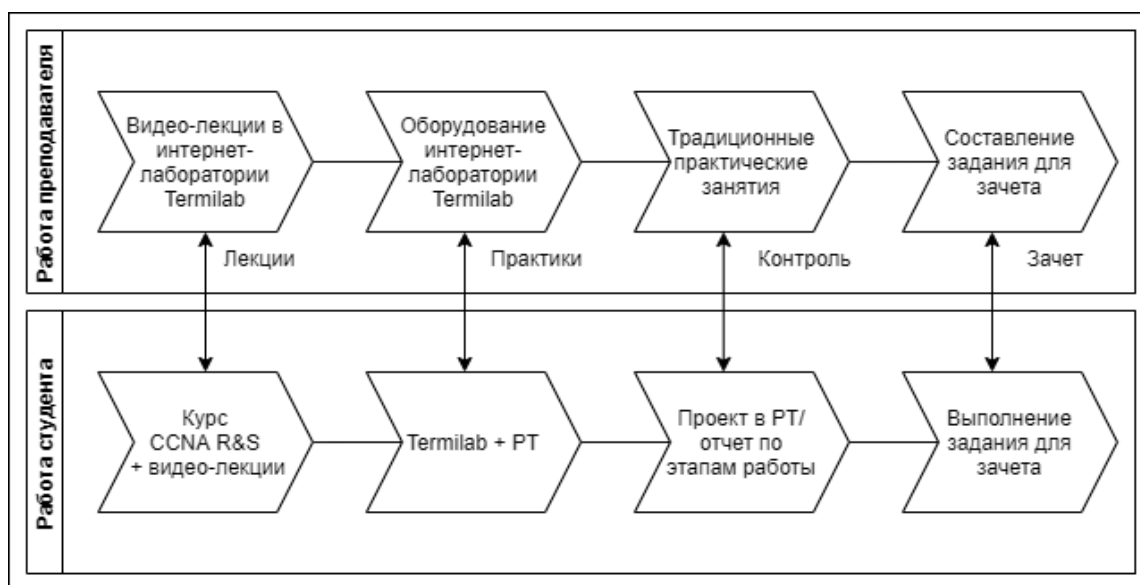 Работа преподавателя
Видео-лекции в
интернет-
лаборатории
Termilab
Оборудование
интернет-
лаборатории
Termilab
Традиционные
практические
занятия
Составление
задания для
зачета
Лекции
Практики
Контроль
Зачет
Работа студента
Курс
CCNA R&S
+ видео-лекции
Termilab + PT
Проект в PT/
отчет по
этапам работы
Выполнение
задания для
зачета